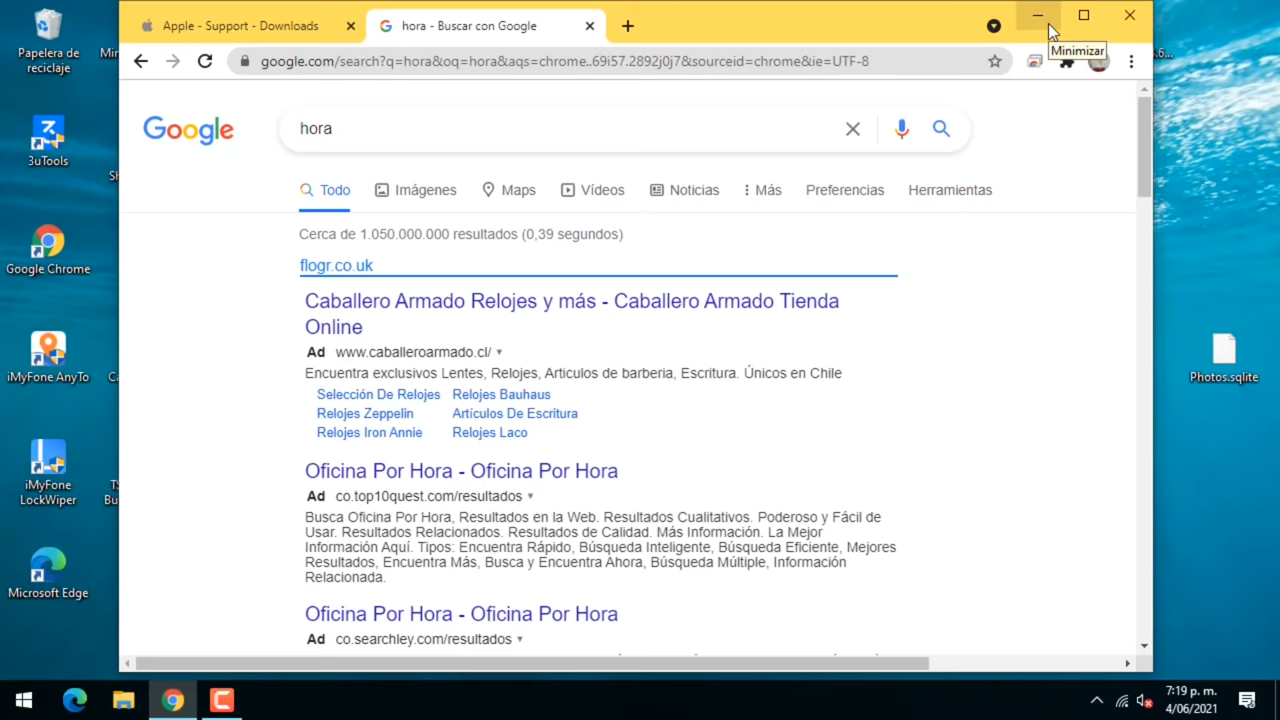 Papelera de
reciclaje
3uTools
Google Chrome
iMyFone AnyTo
iMyFone
LockWiper
Microsoft Edge
Apple - Support - Downloads
hora - Buscar con Google
Minimizar
google.com/search?q=hora&oq=hora&aqs=chrome..69i57.2892j0j7&sourceid=chrome&ie=UTF-8
Google
hora
Todo Imágenes Maps Vídeos Noticias Más Preferencias Herramientas
Cerca de 1.050.000.000 resultados (0,39 segundos)
flogr.co.uk
Caballero Armado Relojes y más - Caballero Armado Tienda
Online
Ad www.caballeroarmado.cl/
Encuentra exclusivos Lentes, Relojes, Articulos de barberia, Escritura. Únicos en Chile
Selección De Relojes Relojes Bauhaus
Relojes Zeppelin Artículos De Escritura
Relojes Iron Annie Relojes Laco
Oficina Por Hora - Oficina Por Hora
Ad co.top10quest.com/resultados
Busca Oficina Por Hora, Resultados en la Web. Resultados Cualitativos. Poderoso y Fácil de
Usar. Resultados Relacionados. Resultados de Calidad. Más Información. La Mejor
Información Aquí. Tipos: Encuentra Rápido, Búsqueda Inteligente, Búsqueda Eficiente, Mejores
Resultados, Encuentra Más, Busca y Encuentra Ahora, Búsqueda Múltiple, Información
Relacionada.
Oficina Por Hora - Oficina Por Hora
Ad co.searchley.com/resultados
Photos.sqlite
7:19 p. m.
4/06/2021